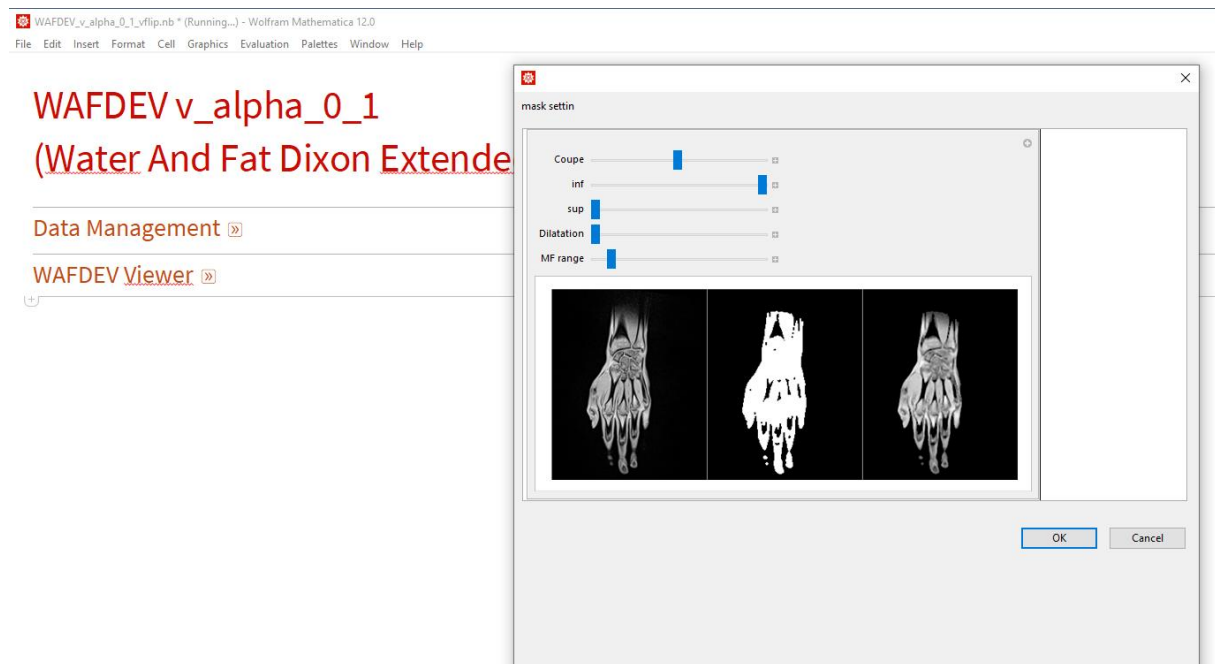 WAFDEV_v_alpha_0_1_vflip.nb * (Running...) - Wolfram Mathematica 12.0
File Edit Insert Format Cell Graphics Evaluation Palettes Window Help
WAFDEV v_alpha_0_1
(Water And Fat Dixon Extende
Data Management »
WAFDEV Viewer »
mask settin
Coupe
inf
sup
Dilatation
MF range
OK Cancel